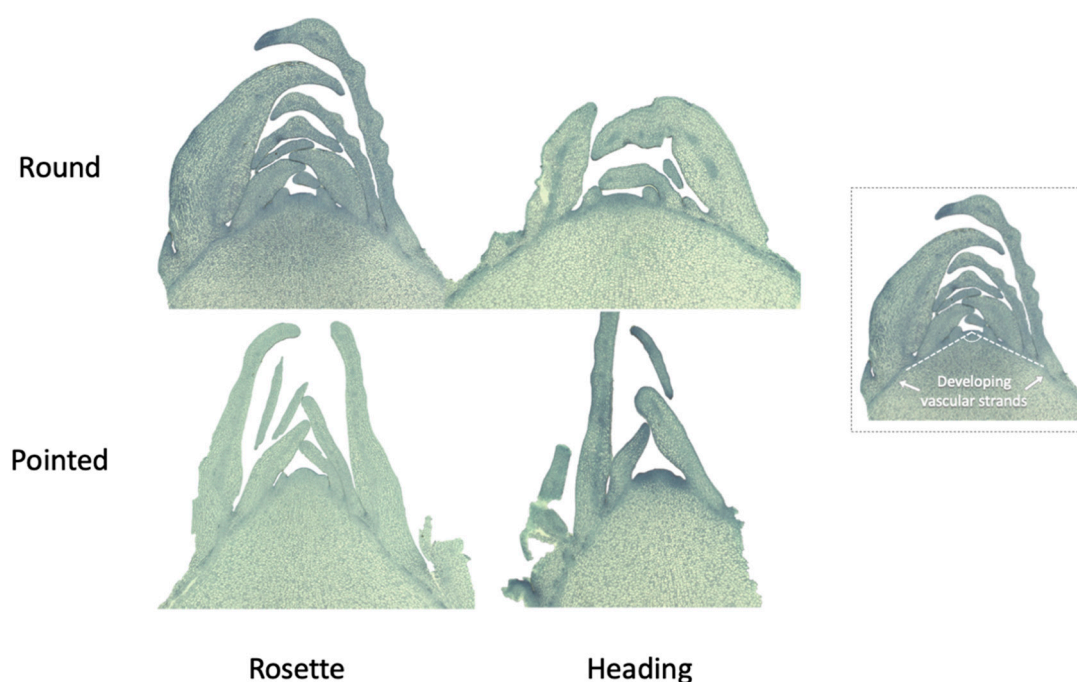 Round
Developing
vascular strands
Pointed
Rosette
Heading